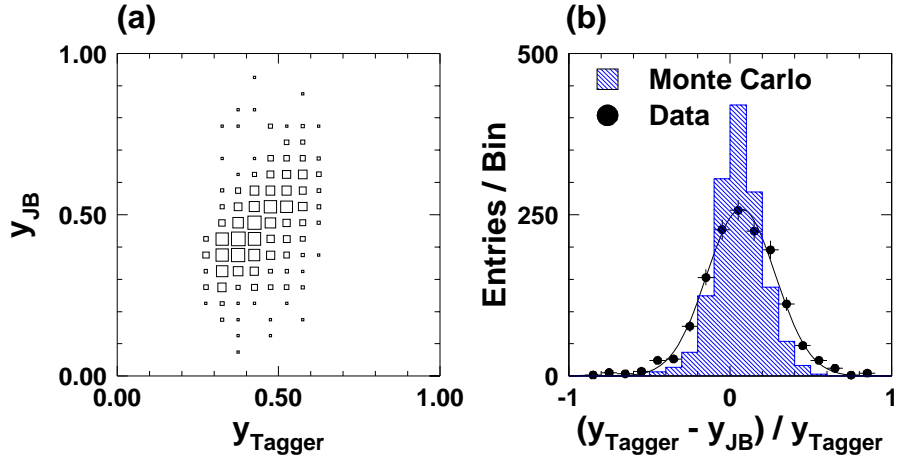 (a)
1.00
0.50
0.00
0.00 0.50 1.00
y_JB
y_Tagger
(b)
500
250
0
-1 0 1
Entries / Bin
Monte Carlo
Data
(y_Tagger - y_JB) / y_Tagger